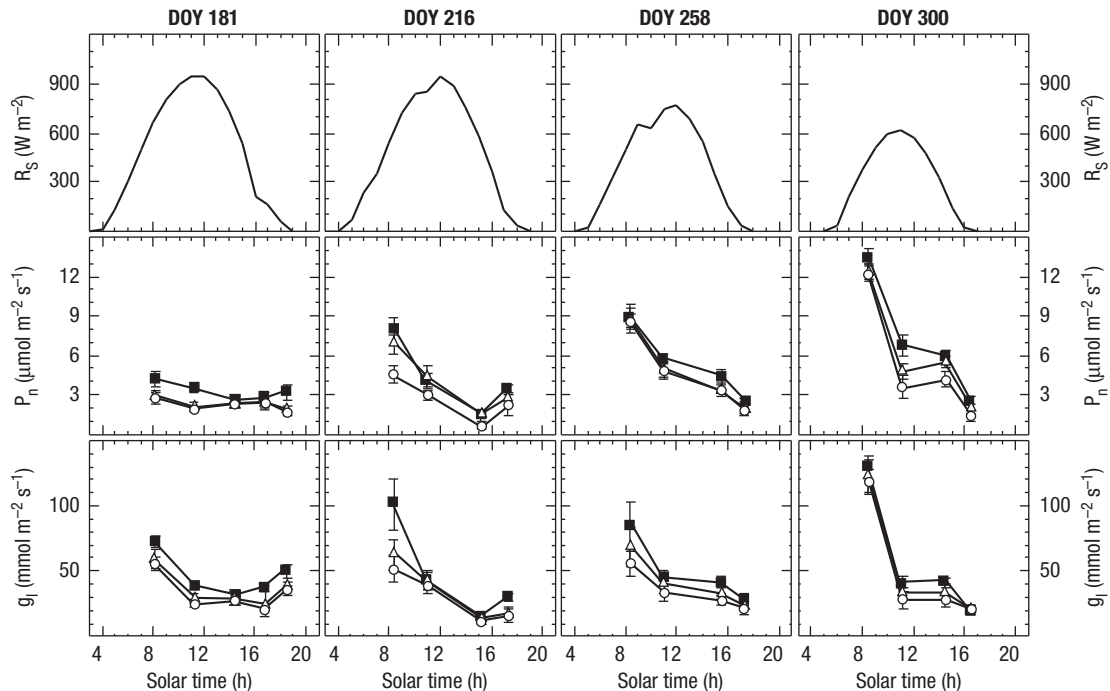 DOY 181 DOY 216 DOY 258 DOY 300
R_S (W m⁻²)
900
600
300
900
600
300
R_S (W m⁻²)
P_n (μmol m⁻² s⁻¹)
12
9
6
3
12
9
6
3
P_n (μmol m⁻² s⁻¹)
g_l (mmol m⁻² s⁻¹)
100
50
100
50
g_l (mmol m⁻² s⁻¹)
4 8 12 16 20 4 8 12 16 20 4 8 12 16 20 4 8 12 16 20
Solar time (h) Solar time (h) Solar time (h) Solar time (h)